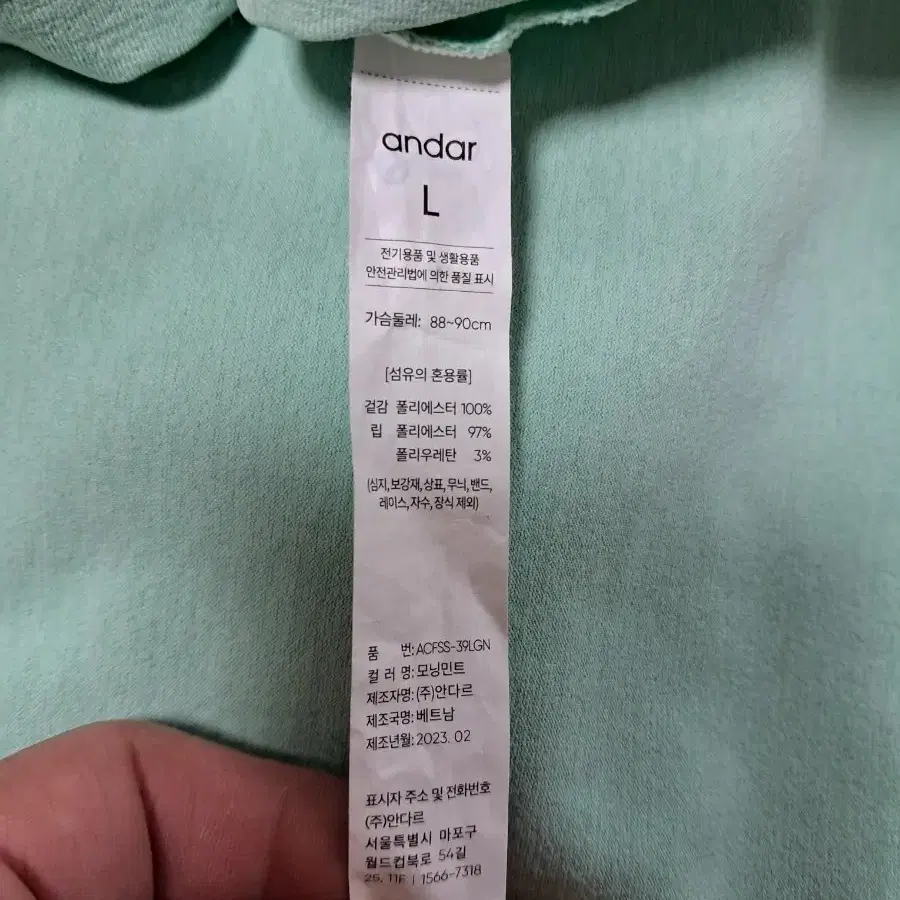 andar
L
전기용품 및 생활용품
안전관리법에 의한 품질 표시
가슴둘레: 88~90cm
[섬유의 혼용률]
겉감 폴리에스터 100%
립 폴리에스터 97%
폴리우레탄 3%
(심지,보강재,상표,무늬,밴드,
레이스,자수,장식 제외)
품 번: ACFSS-39LGN
컬 러 명: 모닝민트
제조자명: (주)안다르
제조국명: 베트남
제조년월: 2023. 02
표시자 주소 및 전화번호
(주)안다르
서울특별시 마포구
월드컵북로 54길
25, 11F | 1566-7318